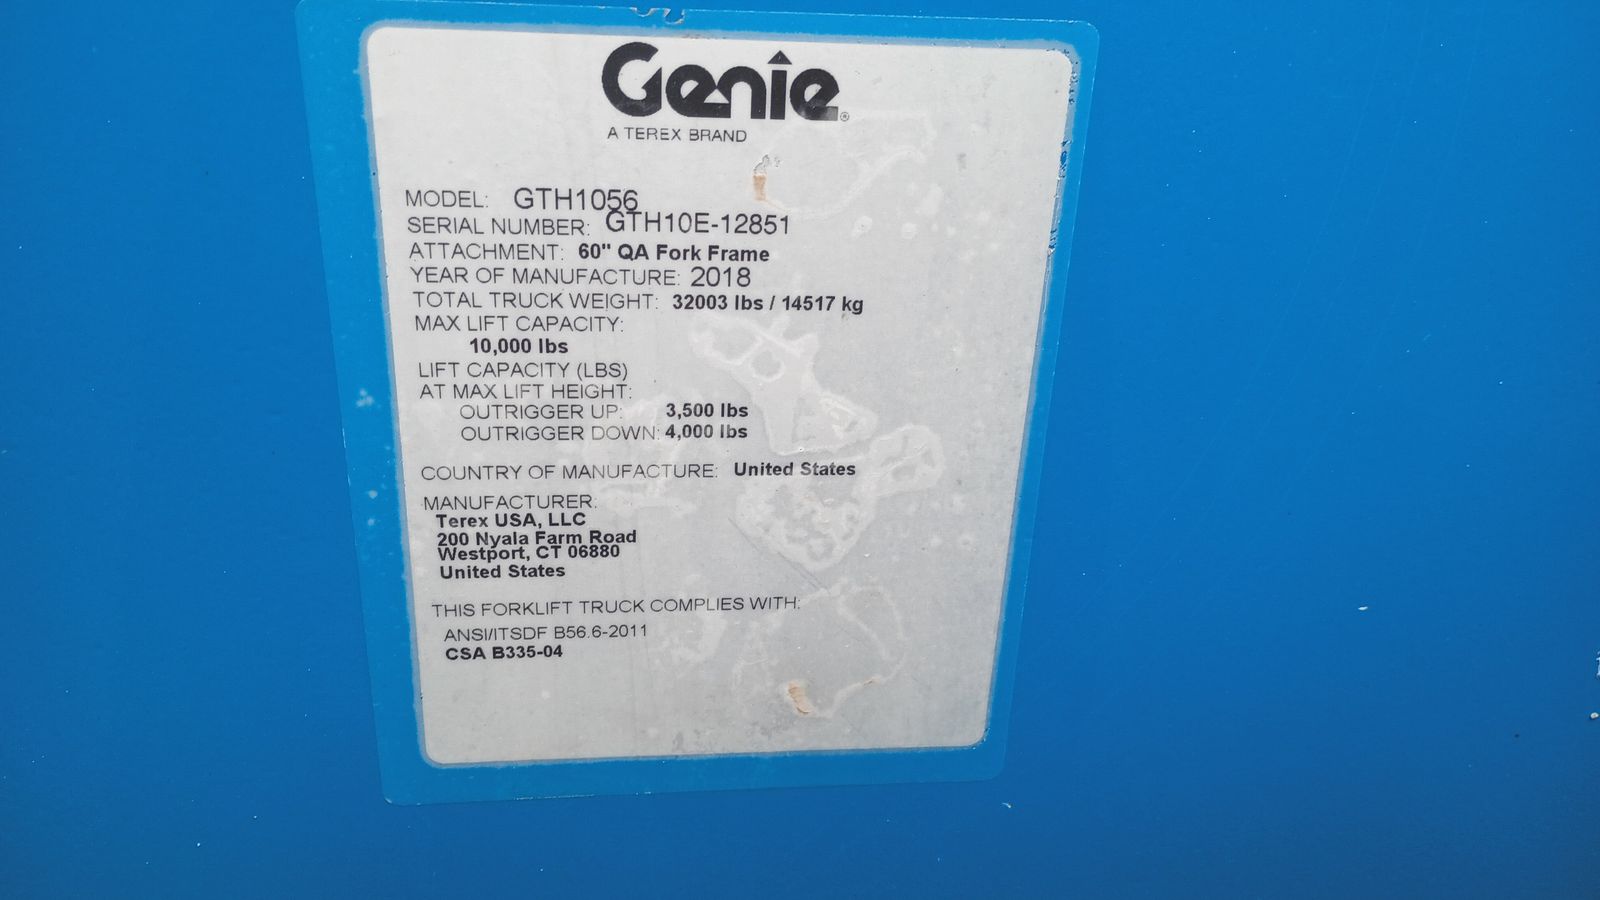 Genie®
A TEREX BRAND
MODEL: GTH1056
SERIAL NUMBER: GTH10E-12851
ATTACHMENT: 60" QA Fork Frame
YEAR OF MANUFACTURE: 2018
TOTAL TRUCK WEIGHT: 32003 lbs / 14517 kg
MAX LIFT CAPACITY:
10,000 lbs
LIFT CAPACITY (LBS)
AT MAX LIFT HEIGHT:
OUTRIGGER UP: 3,500 lbs
OUTRIGGER DOWN: 4,000 lbs
COUNTRY OF MANUFACTURE: United States
MANUFACTURER:
Terex USA, LLC
200 Nyala Farm Road
Westport, CT 06880
United States
THIS FORKLIFT TRUCK COMPLIES WITH:
ANSI/ITSDF B56.6-2011
CSA B335-04